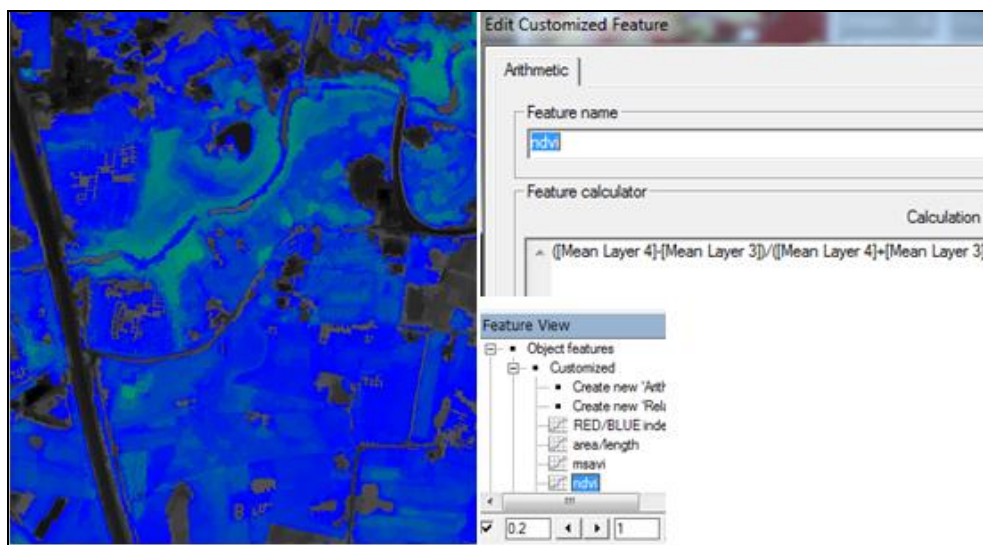 Edit Customized Feature
Arithmetic
Feature name
ndvi
Feature calculator
Calculation
([Mean Layer 4]-[Mean Layer 3])/([Mean Layer 4]+[Mean Layer 3]
Feature View
Object features
Customized
Create new 'Arit
Create new 'Rela
RED/BLUE inde
area/length
msavi
ndvi
0.2
1